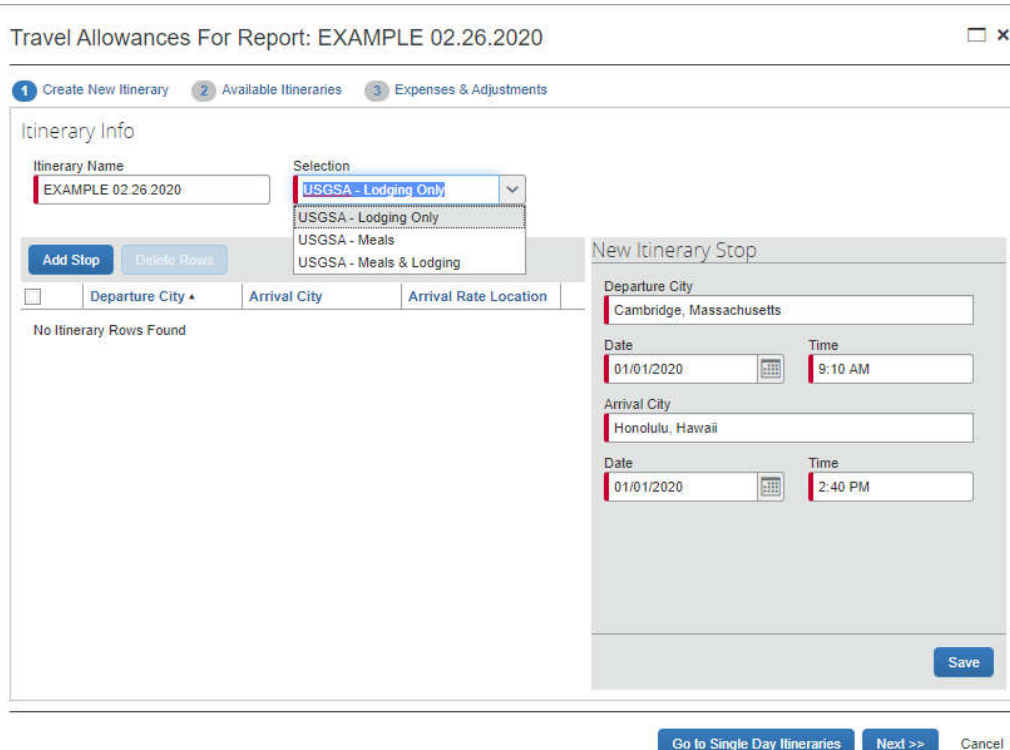 Travel Allowances For Report: EXAMPLE 02.26.2020
1 Create New Itinerary 2 Available Itineraries 3 Expenses & Adjustments
Itinerary Info
Itinerary Name
EXAMPLE 02.26.2020
Selection
USGSA - Lodging Only
USGSA - Lodging Only
USGSA - Meals
USGSA - Meals & Lodging
Add Stop Delete Rows
Departure City Arrival City Arrival Rate Location
No Itinerary Rows Found
New Itinerary Stop
Departure City
Cambridge, Massachusetts
Date Time
01/01/2020 9:10 AM
Arrival City
Honolulu, Hawaii
Date Time
01/01/2020 2:40 PM
Save
Go to Single Day Itineraries Next >> Cancel